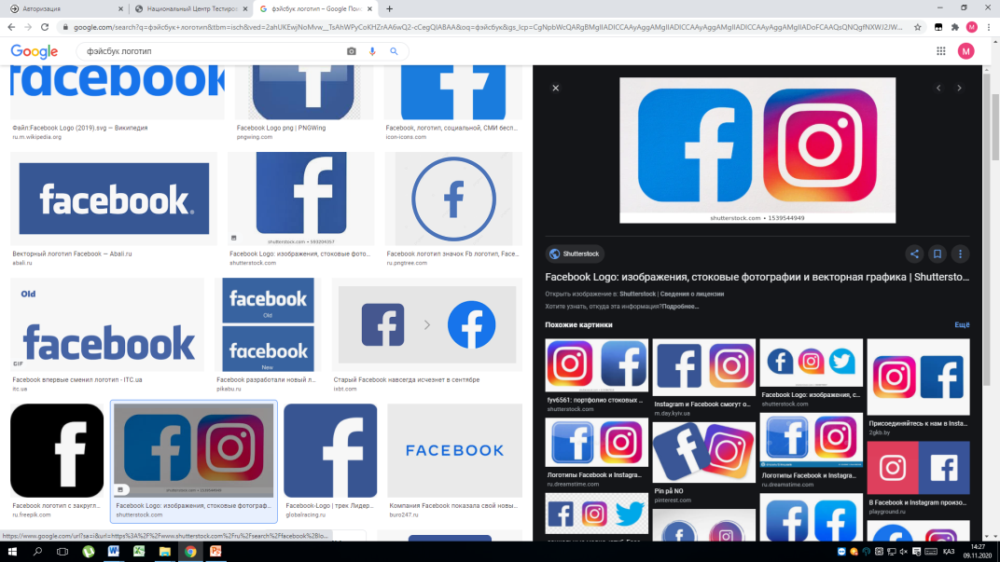 Авторизация
Национальный Центр Тестиров
фэйсбук логотип – Google Поис
google.com/search?q=фэйсбук+логотип&tbm=isch&ved=2ahUKEwjNoMvw_TsAhWPyCoKHZrAA6wQ2-cCegQIABAA&oq=фэйсбук&gs_lcp=CgNpbWcQARgBMgIIADICCAAyAggAMgIIADICCAAyAggAMgIIADICCAAyAggAMgIIADoFCAAQsQNQgfNXWJ2JW...
M
Google
фэйсбук логотип
M
facebook
Файл:Facebook Logo (2019).svg — Википедия
ru.m.wikipedia.org
Facebook Logo png | PNGWing
pngwing.com
Facebook, логотип, социальной, СМИ бесп...
icon-icons.com
facebook
Векторный логотип Facebook — Abali.ru
abali.ru
Facebook Logo: изображения, стоковые фото...
shutterstock.com
Facebook логотип значок Fb логотип, Face...
ru.pngtree.com
Old
facebook
GIF
Facebook впервые сменил логотип - ITC.ua
itc.ua
facebook
Old
facebook
New
Facebook разработали новый л...
pikabu.ru
Старый Facebook навсегда исчезнет в сентябре
ixbt.com
Facebook логотип с закругл...
ru.freepik.com
Facebook Logo: изображения, стоковые фотограф...
shutterstock.com
Facebook-Logo | трек Лидер...
globalracing.ru
FACEBOOK
Компания Facebook показала свой новы...
buro247.ru
shutterstock.com • 1539544949
Shutterstock
Facebook Logo: изображения, стоковые фотографии и векторная графика | Shuttersto...
Открыть изображение в: Shutterstock | Сведения о лицензии
Хотите узнать, откуда эта информация?Подробнее...
Похожие картинки
Ещё
fyv6561: портфолио стоковых ...
shutterstock.com
Instagram и Facebook смогут о...
m.day.kyiv.ua
Facebook Logo: изображения, с...
shutterstock.com
Присоединяйтесь к нам в Insta...
2gkb.by
Логотипы Facebook и Instagra...
ru.dreamstime.com
Pin på NO
pinterest.com
Логотипы Facebook и Instagra...
ru.dreamstime.com
В Facebook и Instagram произо...
playground.ru
https://www.google.com/url?sa=i&url=https%3A%2F%2Fwww.shutterstock.com%2Fru%2Fsearch%2Ffacebook%2Blo...
ҚАЗ
14:27
09.11.2020